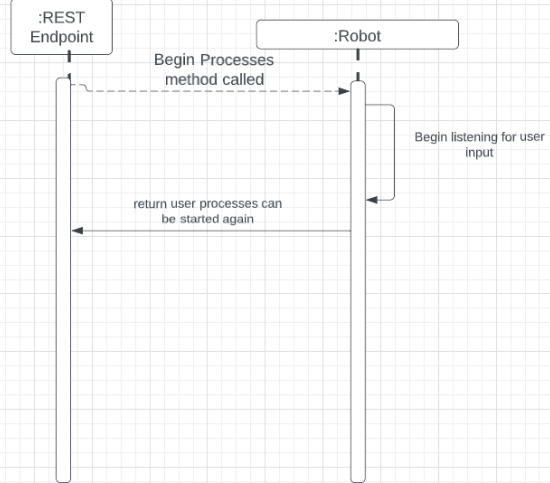 :REST
Endpoint
:Robot
Begin Processes
method called
Begin listening for user
input
return user processes can
be started again